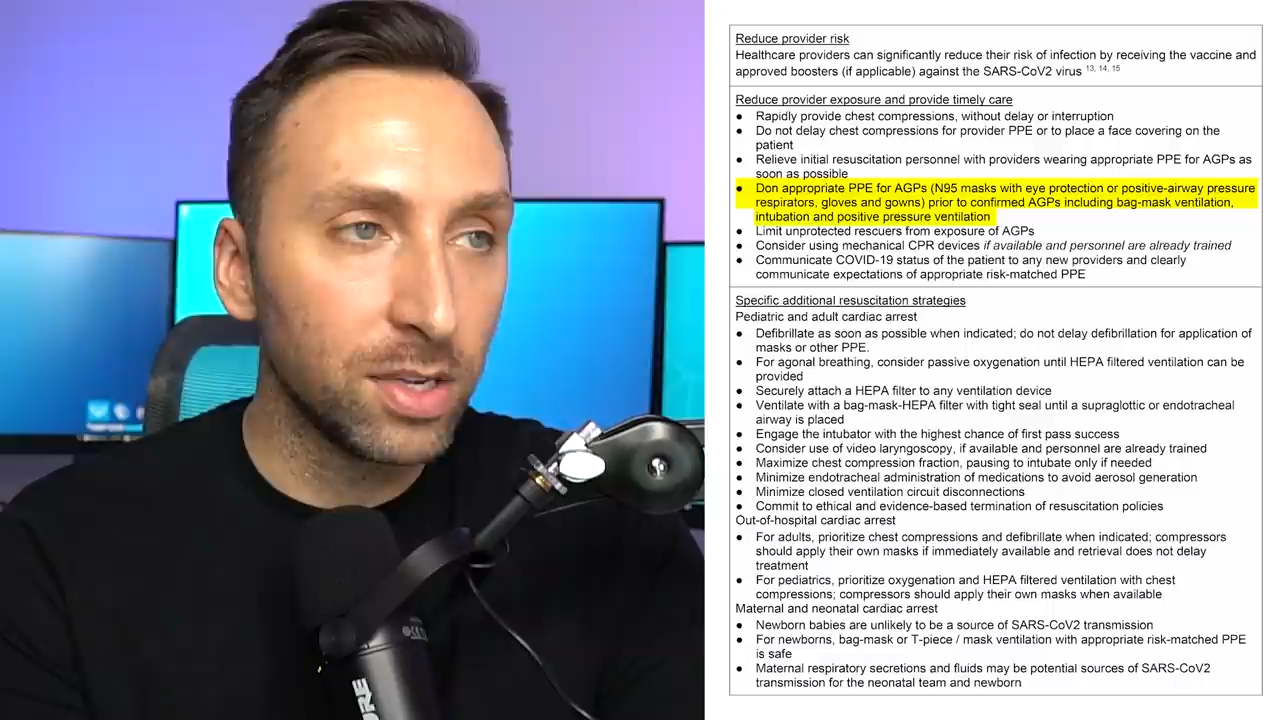 Reduce provider risk
Healthcare providers can significantly reduce their risk of infection by receiving the vaccine and
approved boosters (if applicable) against the SARS-CoV2 virus 13, 14, 15
Reduce provider exposure and provide timely care
● Rapidly provide chest compressions, without delay or interruption
● Do not delay chest compressions for provider PPE or to place a face covering on the
patient
● Relieve initial resuscitation personnel with providers wearing appropriate PPE for AGPs as
soon as possible
● Don appropriate PPE for AGPs (N95 masks with eye protection or positive-airway pressure
respirators, gloves and gowns) prior to confirmed AGPs including bag-mask ventilation,
intubation and positive pressure ventilation
● Limit unprotected rescuers from exposure of AGPs
● Consider using mechanical CPR devices if available and personnel are already trained
● Communicate COVID-19 status of the patient to any new providers and clearly
communicate expectations of appropriate risk-matched PPE
Specific additional resuscitation strategies
Pediatric and adult cardiac arrest
● Defibrillate as soon as possible when indicated; do not delay defibrillation for application of
masks or other PPE.
● For agonal breathing, consider passive oxygenation until HEPA filtered ventilation can be
provided
● Securely attach a HEPA filter to any ventilation device
● Ventilate with a bag-mask-HEPA filter with tight seal until a supraglottic or endotracheal
airway is placed
● Engage the intubator with the highest chance of first pass success
● Consider use of video laryngoscopy, if available and personnel are already trained
● Maximize chest compression fraction, pausing to intubate only if needed
● Minimize endotracheal administration of medications to avoid aerosol generation
● Minimize closed ventilation circuit disconnections
● Commit to ethical and evidence-based termination of resuscitation policies
Out-of-hospital cardiac arrest
● For adults, prioritize chest compressions and defibrillate when indicated; compressors
should apply their own masks if immediately available and retrieval does not delay
treatment
● For pediatrics, prioritize oxygenation and HEPA filtered ventilation with chest
compressions; compressors should apply their own masks when available
Maternal and neonatal cardiac arrest
● Newborn babies are unlikely to be a source of SARS-CoV2 transmission
● For newborns, bag-mask or T-piece / mask ventilation with appropriate risk-matched PPE
is safe
● Maternal respiratory secretions and fluids may be potential sources of SARS-CoV2
transmission for the neonatal team and newborn